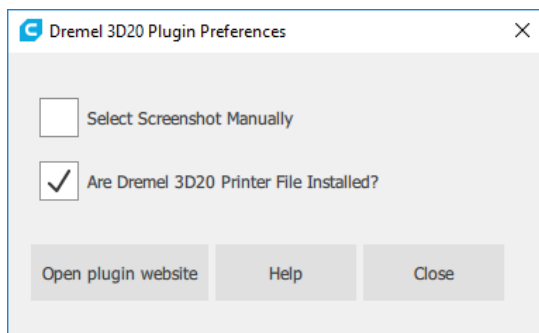 Dremel 3D20 Plugin Preferences
Select Screenshot Manually
Are Dremel 3D20 Printer File Installed?
Open plugin website
Help
Close